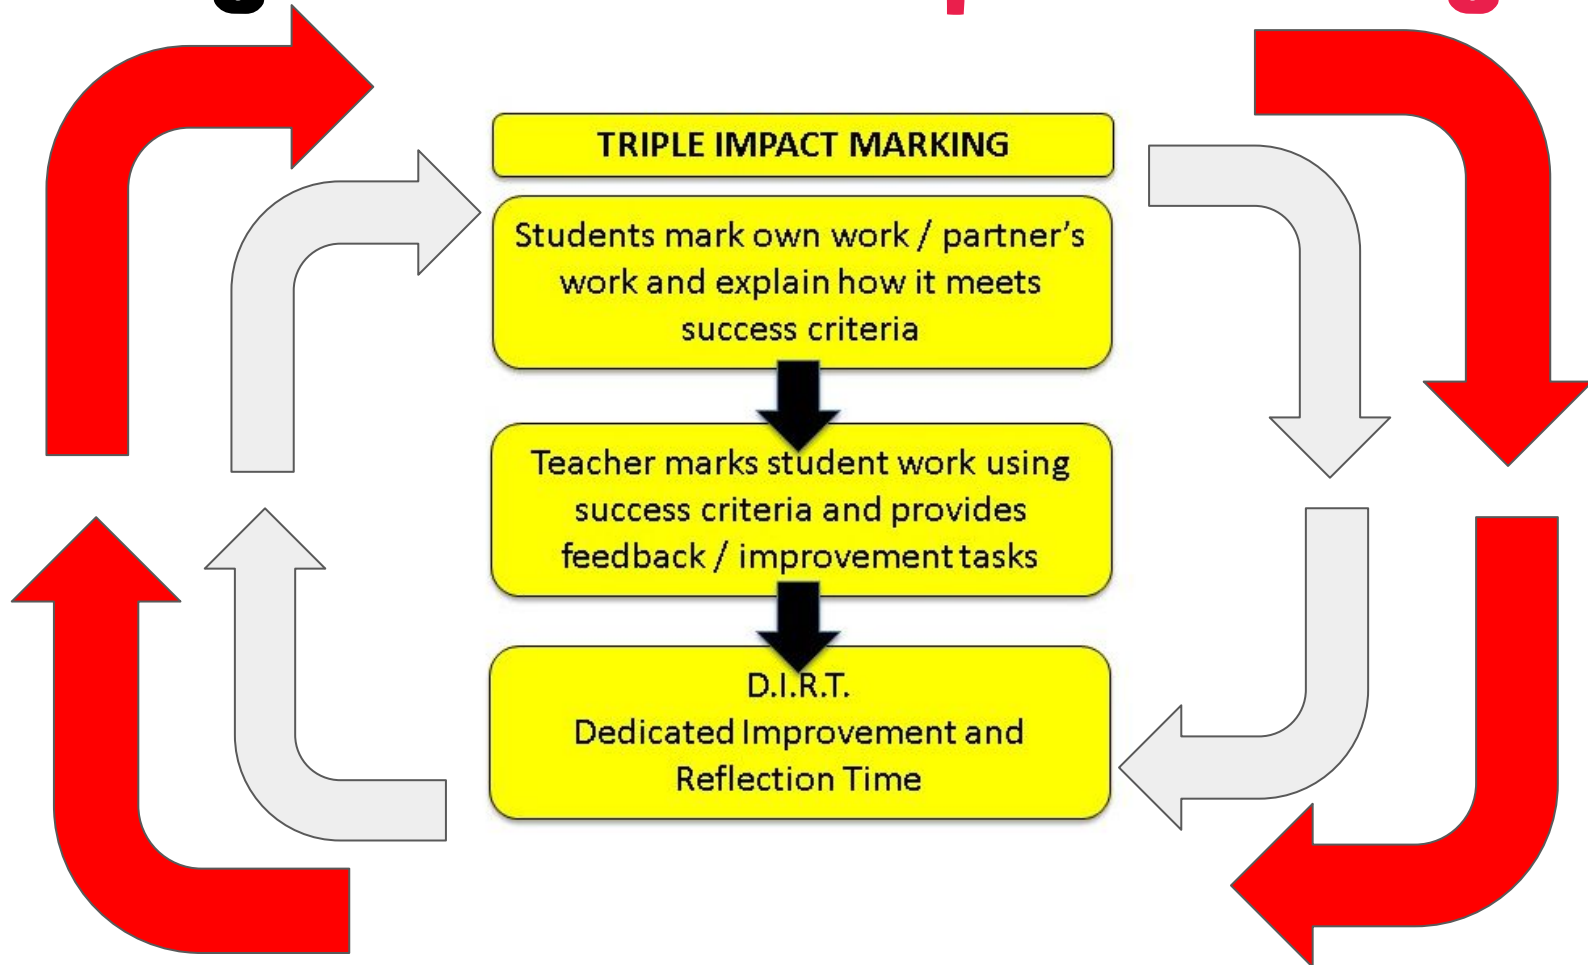 TRIPLE IMPACT MARKING
Students mark own work / partner's
work and explain how it meets
success criteria
Teacher marks student work using
success criteria and provides
feedback / improvement tasks
D.I.R.T.
Dedicated Improvement and
Reflection Time